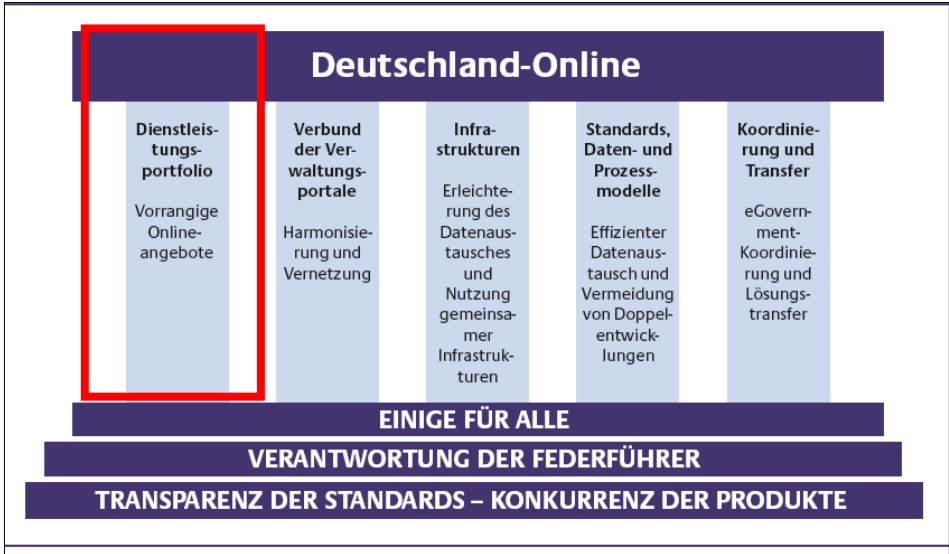 Deutschland-Online
Dienstleis-
tungs-
portfolio
Vorrangige
Online-
angebote
Verbund
der Ver-
waltungs-
portale
Harmonisie-
rung und
Vernetzung
Infra-
strukturen
Erleichte-
rung des
Datenaus-
tausches
und
Nutzung
gemeinsa-
mer
Infrastruk-
turen
Standards,
Daten- und
Prozess-
modelle
Effizienter
Datenaus-
tausch und
Vermeidung
von Doppel-
entwick-
lungen
Koordinie-
rung und
Transfer
eGovern-
ment-
Koordinie-
rung und
Lösungs-
transfer
EINIGE FÜR ALLE
VERANTWORTUNG DER FEDERFÜHRER
TRANSPARENZ DER STANDARDS – KONKURRENZ DER PRODUKTE